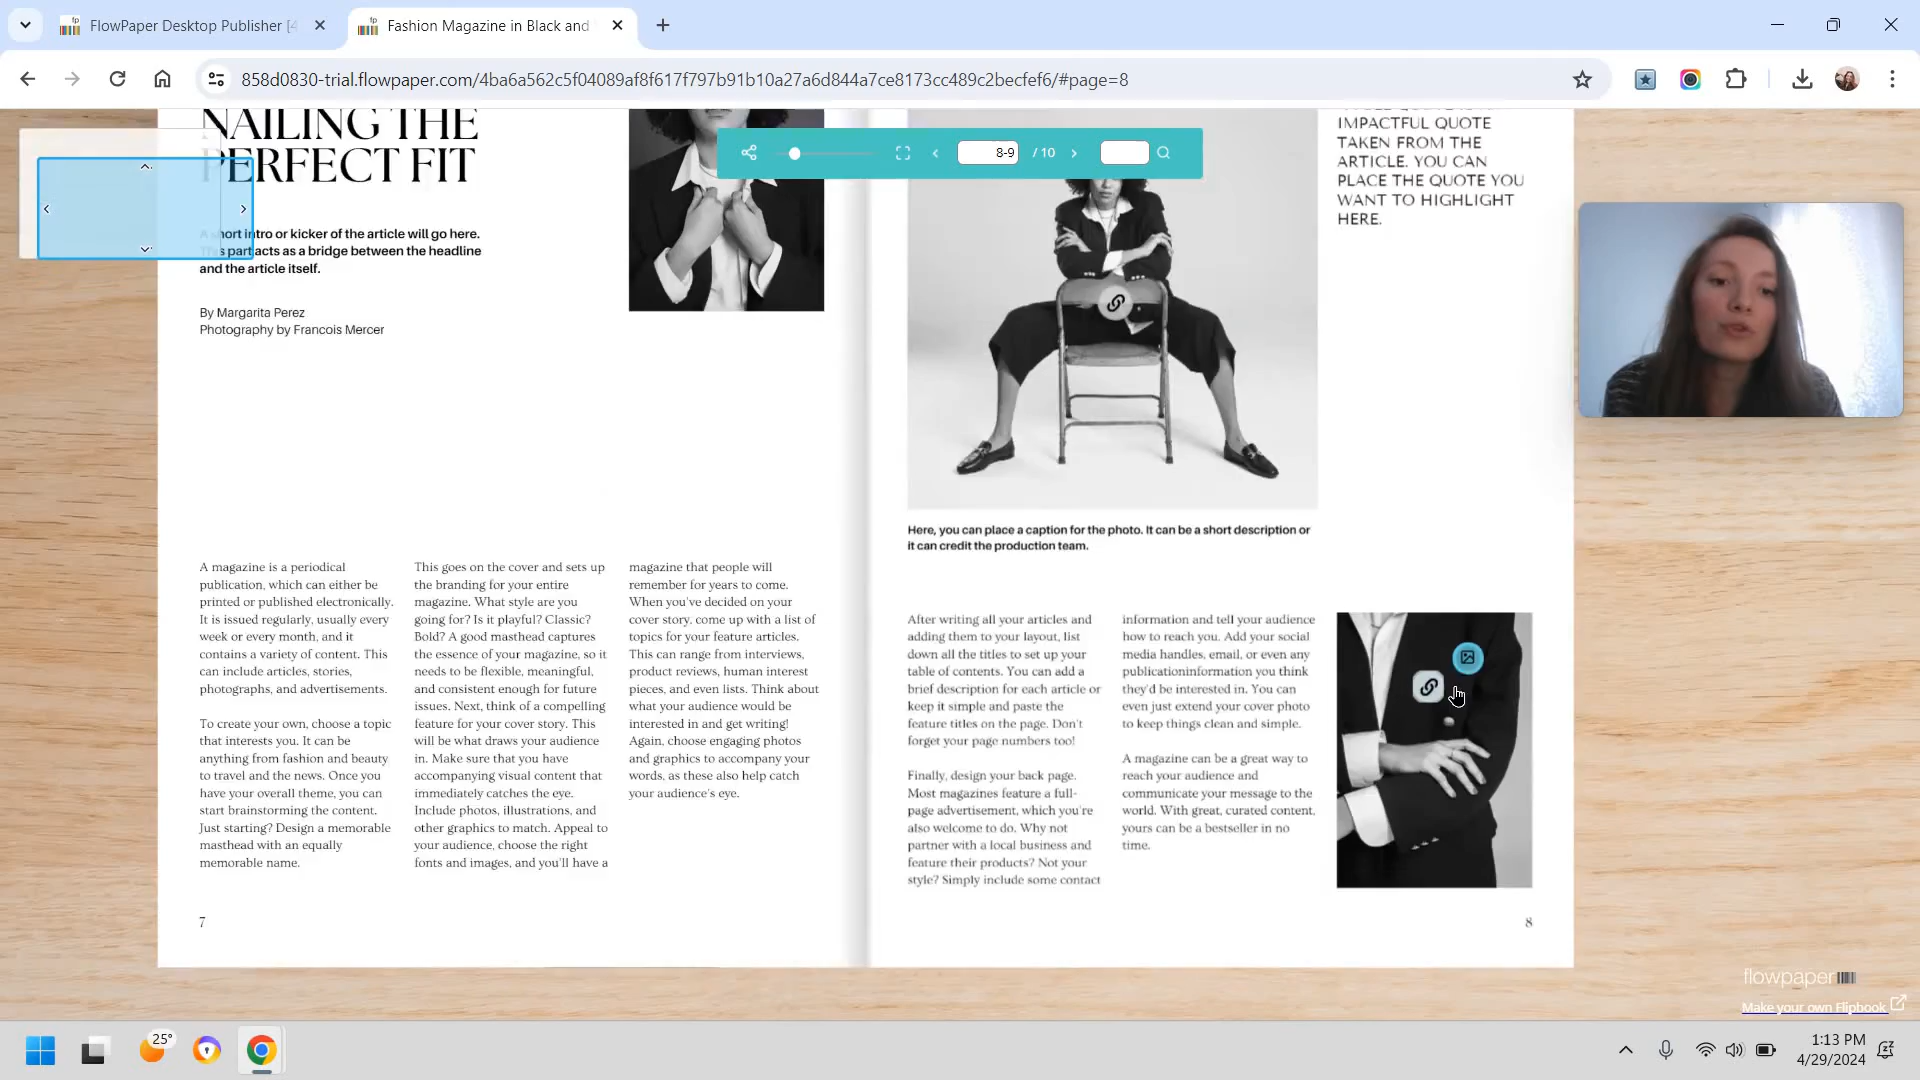 FlowPaper Desktop Publisher [4
Fashion Magazine in Black and
858d0830-trial.flowpaper.com/4ba6a562c5f04089af8f617f797b91b10a27a6d844a7ce8173cc489c2becfef6/#page=8
8-9 / 10
NAILING THE
PERFECT FIT
A short intro or kicker of the article will go here.
This part acts as a bridge between the headline
and the article itself.
By Margarita Perez
Photography by Francois Mercer
A magazine is a periodical
publication, which can either be
printed or published electronically.
It is issued regularly, usually every
week or every month, and it
contains a variety of content. This
can include articles, stories,
photographs, and advertisements.
To create your own, choose a topic
that interests you. It can be
anything from fashion and beauty
to travel and the news. Once you
have your overall theme, you can
start brainstorming the content.
Just starting? Design a memorable
masthead with an equally
memorable name.
This goes on the cover and sets up
the branding for your entire
magazine. What style are you
going for? Is it playful? Classic?
Bold? A good masthead captures
the essence of your magazine, so it
needs to be flexible, meaningful,
and consistent enough for future
issues. Next, think of a compelling
feature for your cover story. This
will be what draws your audience
in. Make sure that you have
accompanying visual content that
immediately catches the eye.
Include photos, illustrations, and
other graphics to match. Appeal to
your audience, choose the right
fonts and images, and you'll have a
magazine that people will
remember for years to come.
When you've decided on your
cover story, come up with a list of
topics for your feature articles.
This can range from interviews,
product reviews, human interest
pieces, and even lists. Think about
what your audience would be
interested in and get writing!
Again, choose engaging photos
and graphics to accompany your
words, as these also help catch
your audience's eye.
7
IMPACTFUL QUOTE
TAKEN FROM THE
ARTICLE. YOU CAN
PLACE THE QUOTE YOU
WANT TO HIGHLIGHT
HERE.
Here, you can place a caption for the photo. It can be a short description or
it can credit the production team.
After writing all your articles and
adding them to your layout, list
down all the titles to set up your
table of contents. You can add a
brief description for each article or
keep it simple and paste the
feature titles on the page. Don't
forget your page numbers too!
Finally, design your back page.
Most magazines feature a full-
page advertisement, which you're
also welcome to do. Why not
partner with a local business and
feature their products? Not your
style? Simply include some contact
information and tell your audience
how to reach you. Add your social
media handles, email, or even any
publicationinformation you think
they'd be interested in. You can
even just extend your cover photo
to keep things clean and simple.
A magazine can be a great way to
reach your audience and
communicate your message to the
world. With great, curated content,
yours can be a bestseller in no
time.
8
flowpaper
Make your own Flipbook
25°
1:13 PM
4/29/2024